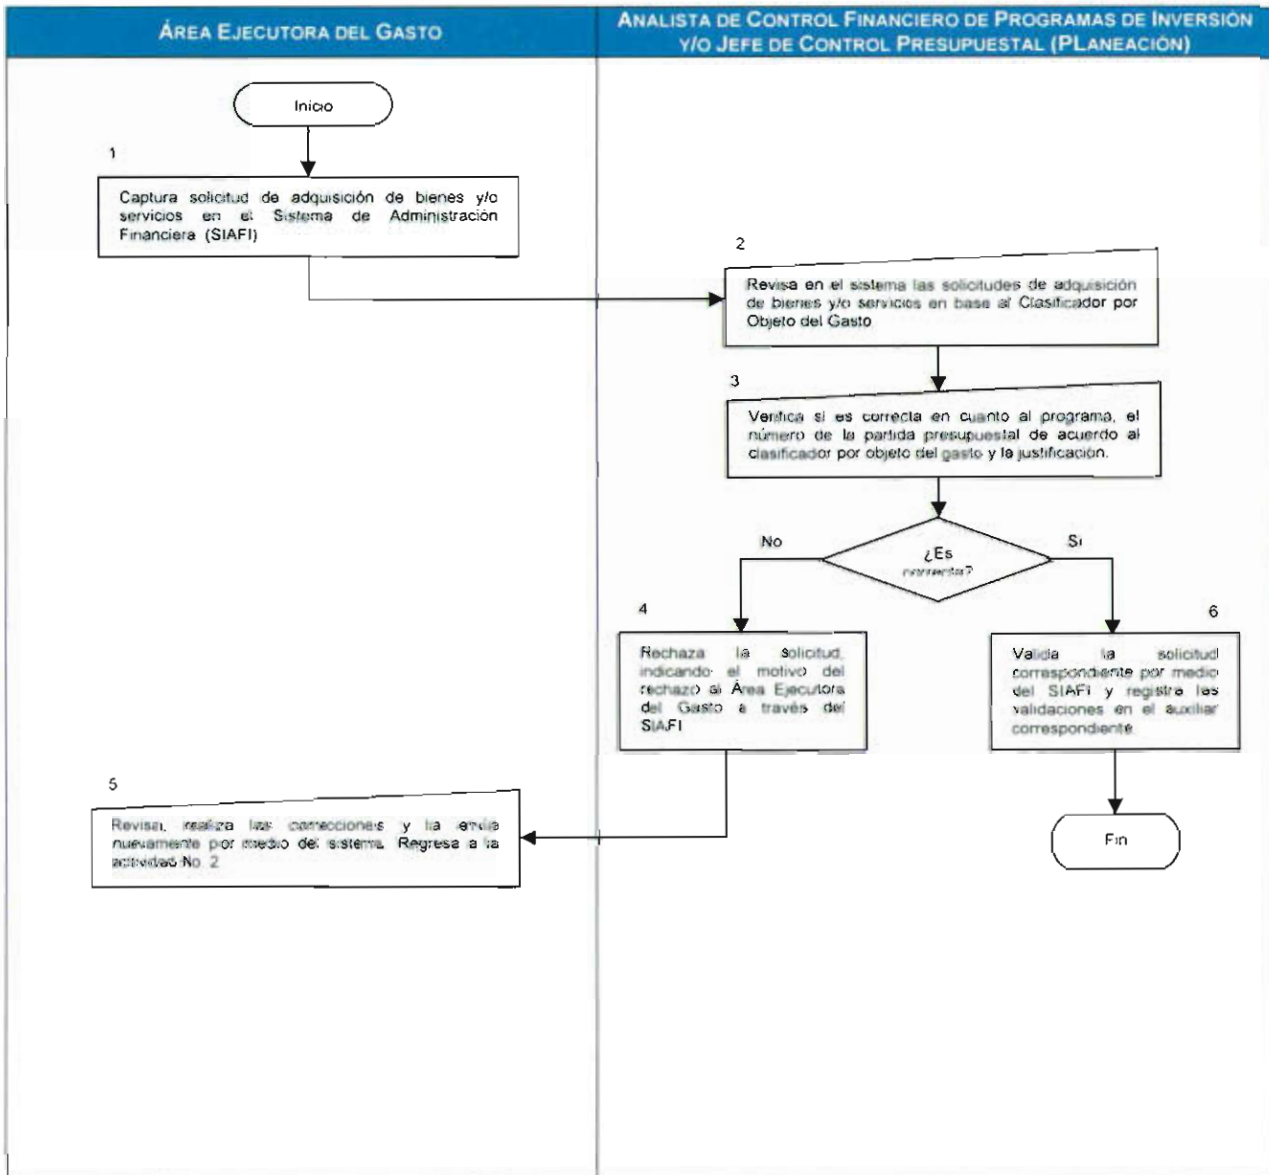 ÁREA EJECUTORA DEL GASTO
ANALISTA DE CONTROL FINANCIERO DE PROGRAMAS DE INVERSIÓN
Y/O JEFE DE CONTROL PRESUPUESTAL (PLANEACIÓN)
Inicio
1
Captura solicitud de adquisición de bienes y/o
servicios en el Sistema de Administración
Financiera (SIAFI)
2
Revisa en el sistema las solicitudes de adquisición
de bienes y/o servicios en base al Clasificador por
Objeto del Gasto
3
Verifica si es correcta en cuanto al programa, el
número de la partida presupuestal de acuerdo al
clasificador por objeto del gasto y la justificación.
¿Es
correcta?
No
Si
4
Rechaza la solicitud,
indicando el motivo del
rechazo al Área Ejecutora
del Gasto a través del
SIAFI
6
Valida la solicitud
correspondiente por medio
del SIAFI y registra las
validaciones en el auxiliar
correspondiente
5
Revisa, realiza las correcciones y la envía
nuevamente por medio del sistema. Regresa a la
actividad No. 2
Fin